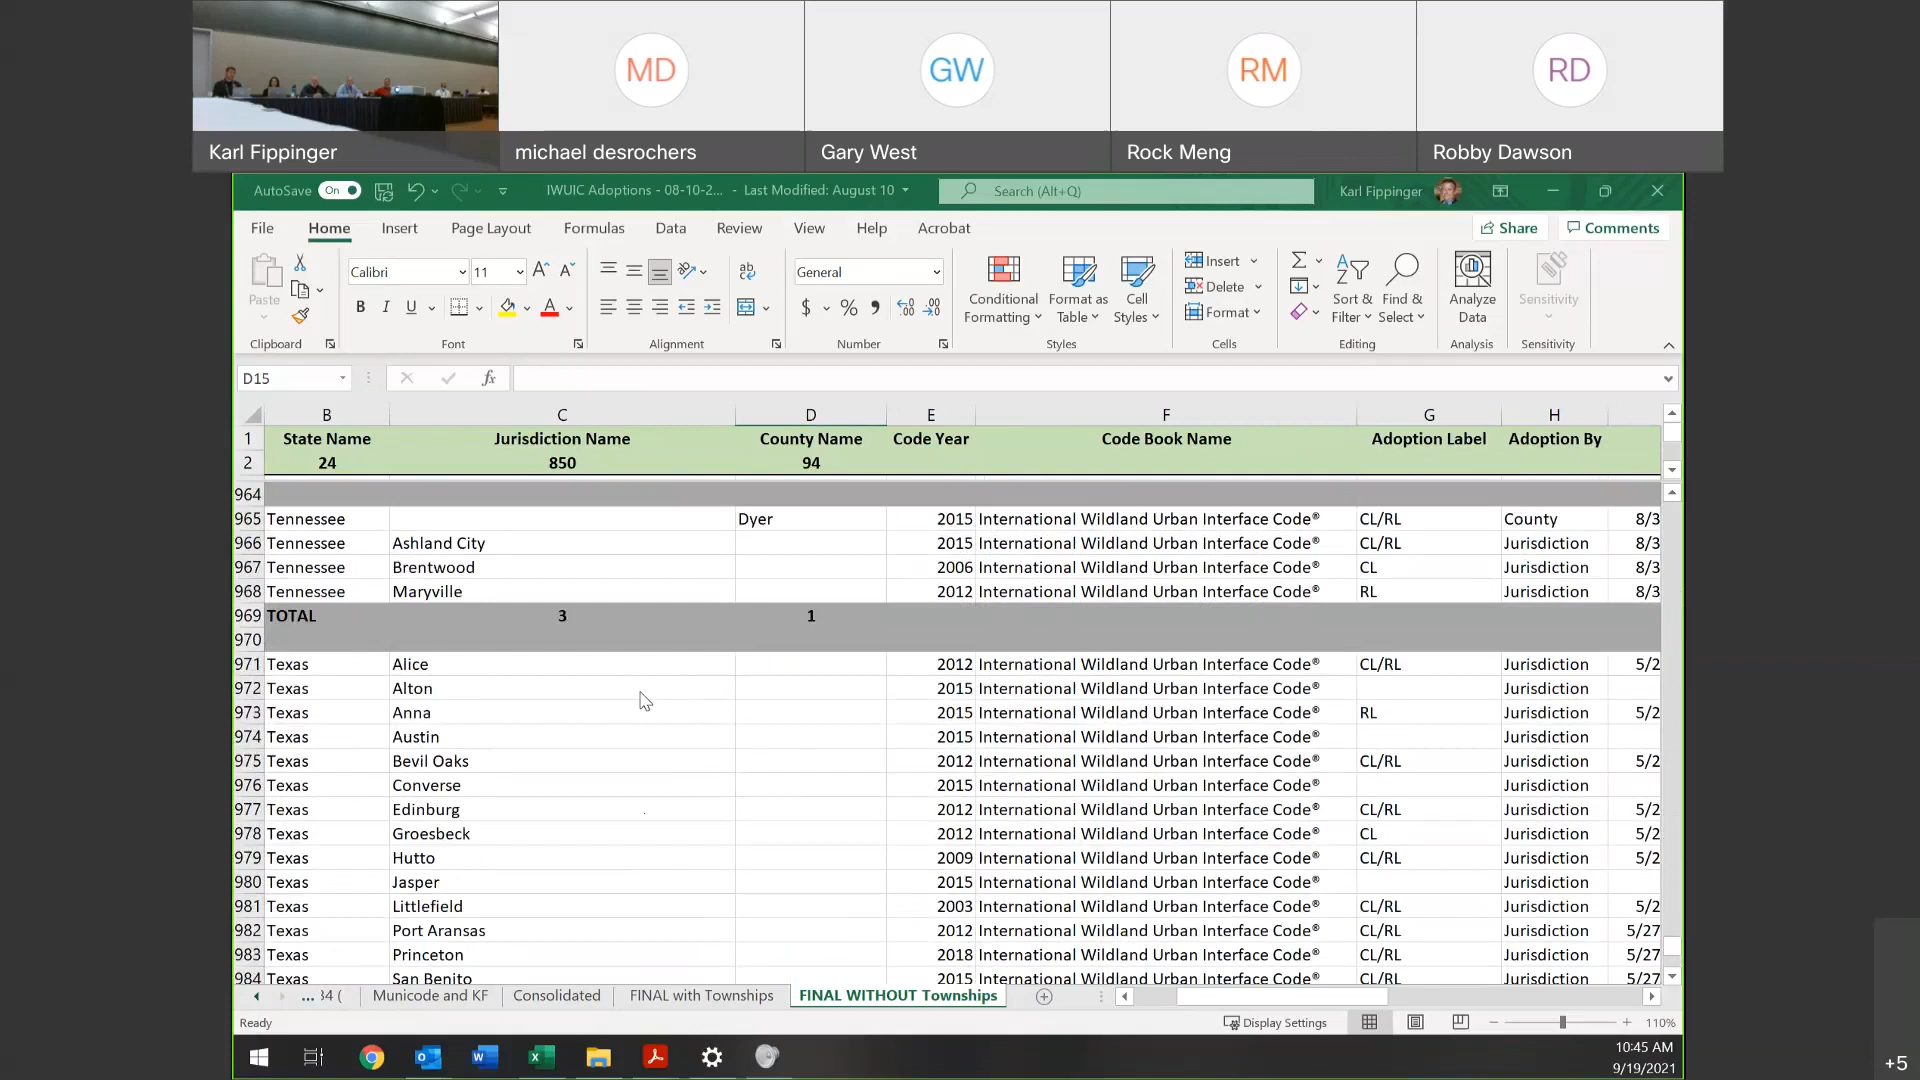 MD GW RM RD
Karl Fippinger michael desrochers Gary West Rock Meng Robby Dawson
AutoSave On IWUIC Adoptions - 08-10-2... - Last Modified: August 10 Search (Alt+Q) Karl Fippinger
File Home Insert Page Layout Formulas Data Review View Help Acrobat Share Comments
Calibri 11 General
Paste B I U $ % Conditional Formatting Format as Table Cell Styles Insert Delete Format Sort & Filter Find & Select Analyze Data Sensitivity
Clipboard Font Alignment Number Styles Cells Editing Analysis Sensitivity
D15 fx
B C D E F G H
1 State Name Jurisdiction Name County Name Code Year Code Book Name Adoption Label Adoption By
2 24 850 94
964
965 Tennessee Dyer 2015 International Wildland Urban Interface Code® CL/RL County 8/3
966 Tennessee Ashland City 2015 International Wildland Urban Interface Code® CL/RL Jurisdiction 8/3
967 Tennessee Brentwood 2006 International Wildland Urban Interface Code® CL Jurisdiction 8/3
968 Tennessee Maryville 2012 International Wildland Urban Interface Code® RL Jurisdiction 8/3
969 TOTAL 3 1
970
971 Texas Alice 2012 International Wildland Urban Interface Code® CL/RL Jurisdiction 5/2
972 Texas Alton 2015 International Wildland Urban Interface Code® Jurisdiction
973 Texas Anna 2015 International Wildland Urban Interface Code® RL Jurisdiction 5/2
974 Texas Austin 2015 International Wildland Urban Interface Code® Jurisdiction
975 Texas Bevil Oaks 2012 International Wildland Urban Interface Code® CL/RL Jurisdiction 5/2
976 Texas Converse 2015 International Wildland Urban Interface Code® Jurisdiction
977 Texas Edinburg 2012 International Wildland Urban Interface Code® CL/RL Jurisdiction 5/2
978 Texas Groesbeck 2012 International Wildland Urban Interface Code® CL Jurisdiction 5/2
979 Texas Hutto 2009 International Wildland Urban Interface Code® CL/RL Jurisdiction 5/2
980 Texas Jasper 2015 International Wildland Urban Interface Code® Jurisdiction
981 Texas Littlefield 2003 International Wildland Urban Interface Code® CL/RL Jurisdiction 5/2
982 Texas Port Aransas 2012 International Wildland Urban Interface Code® CL/RL Jurisdiction 5/27
983 Texas Princeton 2018 International Wildland Urban Interface Code® CL/RL Jurisdiction 5/27
984 Texas San Benito 2015 International Wildland Urban Interface Code® CL/RL Jurisdiction 5/27
... 34 ( Municode and KF Consolidated FINAL with Townships FINAL WITHOUT Townships
Ready Display Settings 110%
10:45 AM
9/19/2021
+5